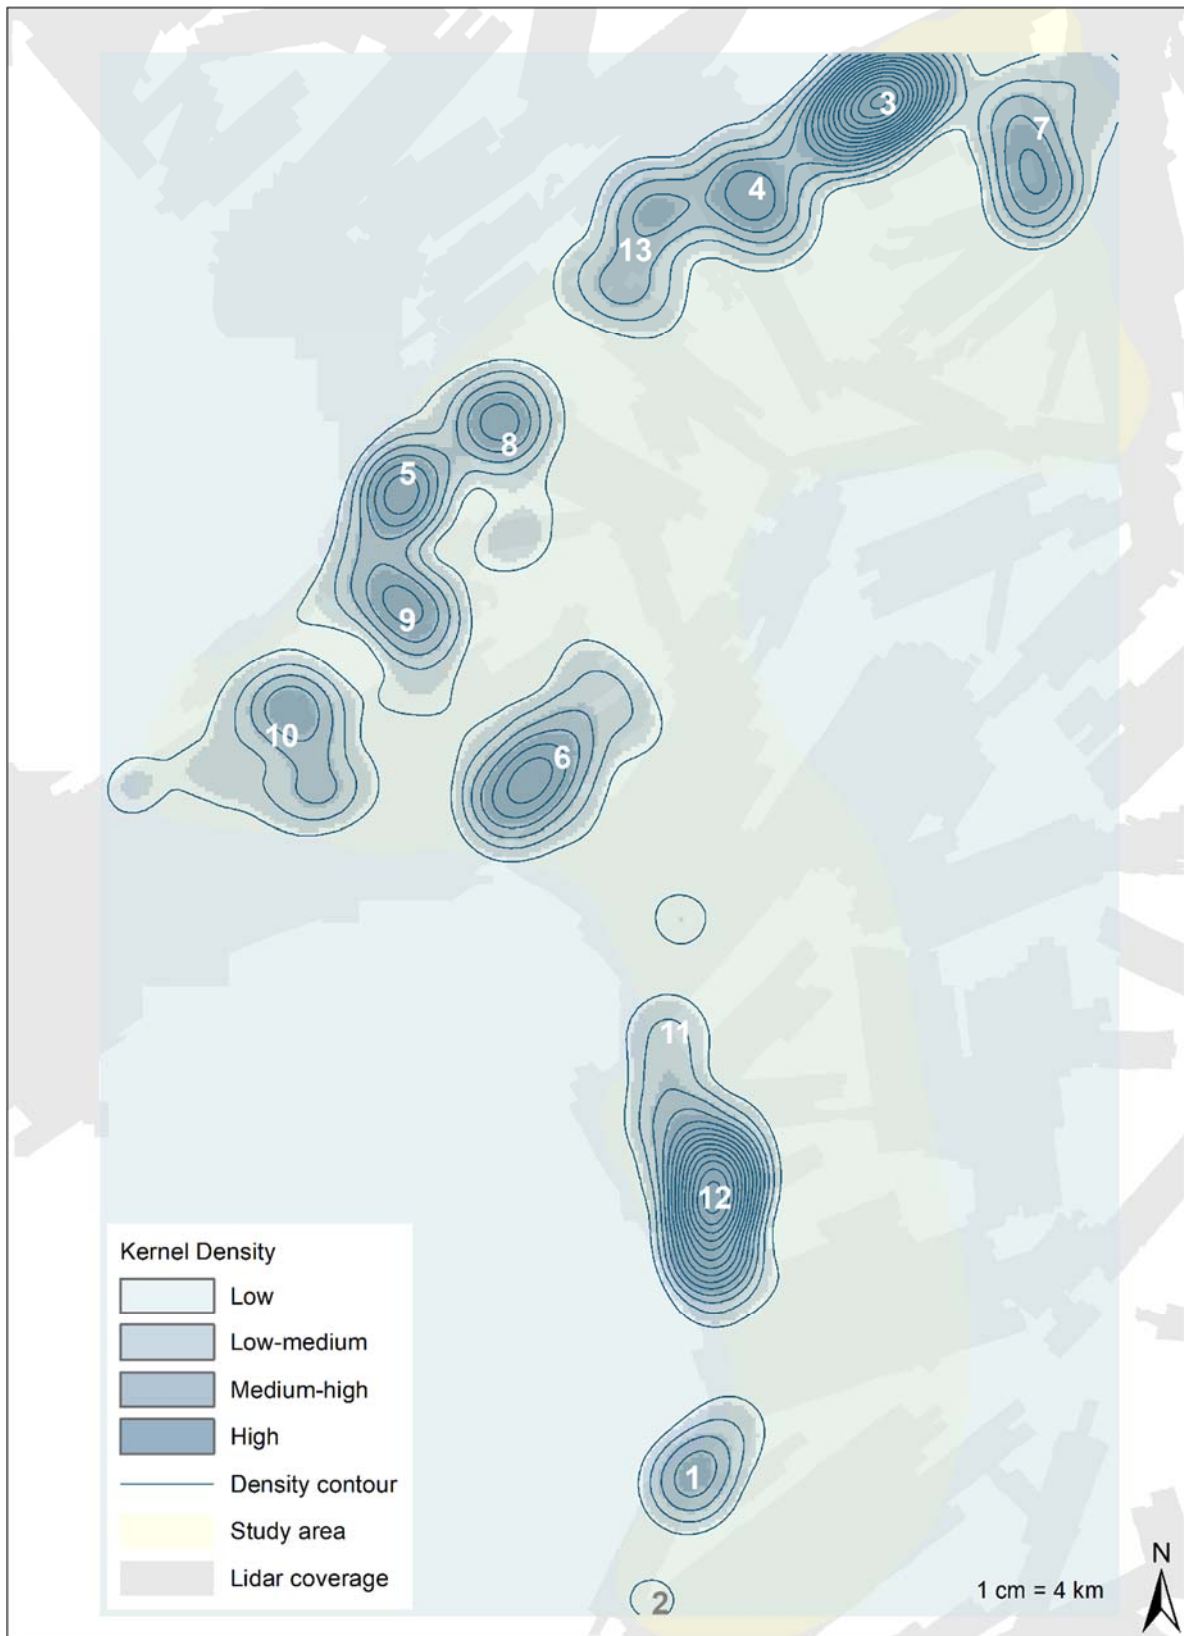 3
7
4
13
8
5
9
10
6
11
12
Kernel Density
Low
Low-medium
Medium-high
High
Density contour
Study area
Lidar coverage
1
2
N
1 cm = 4 km